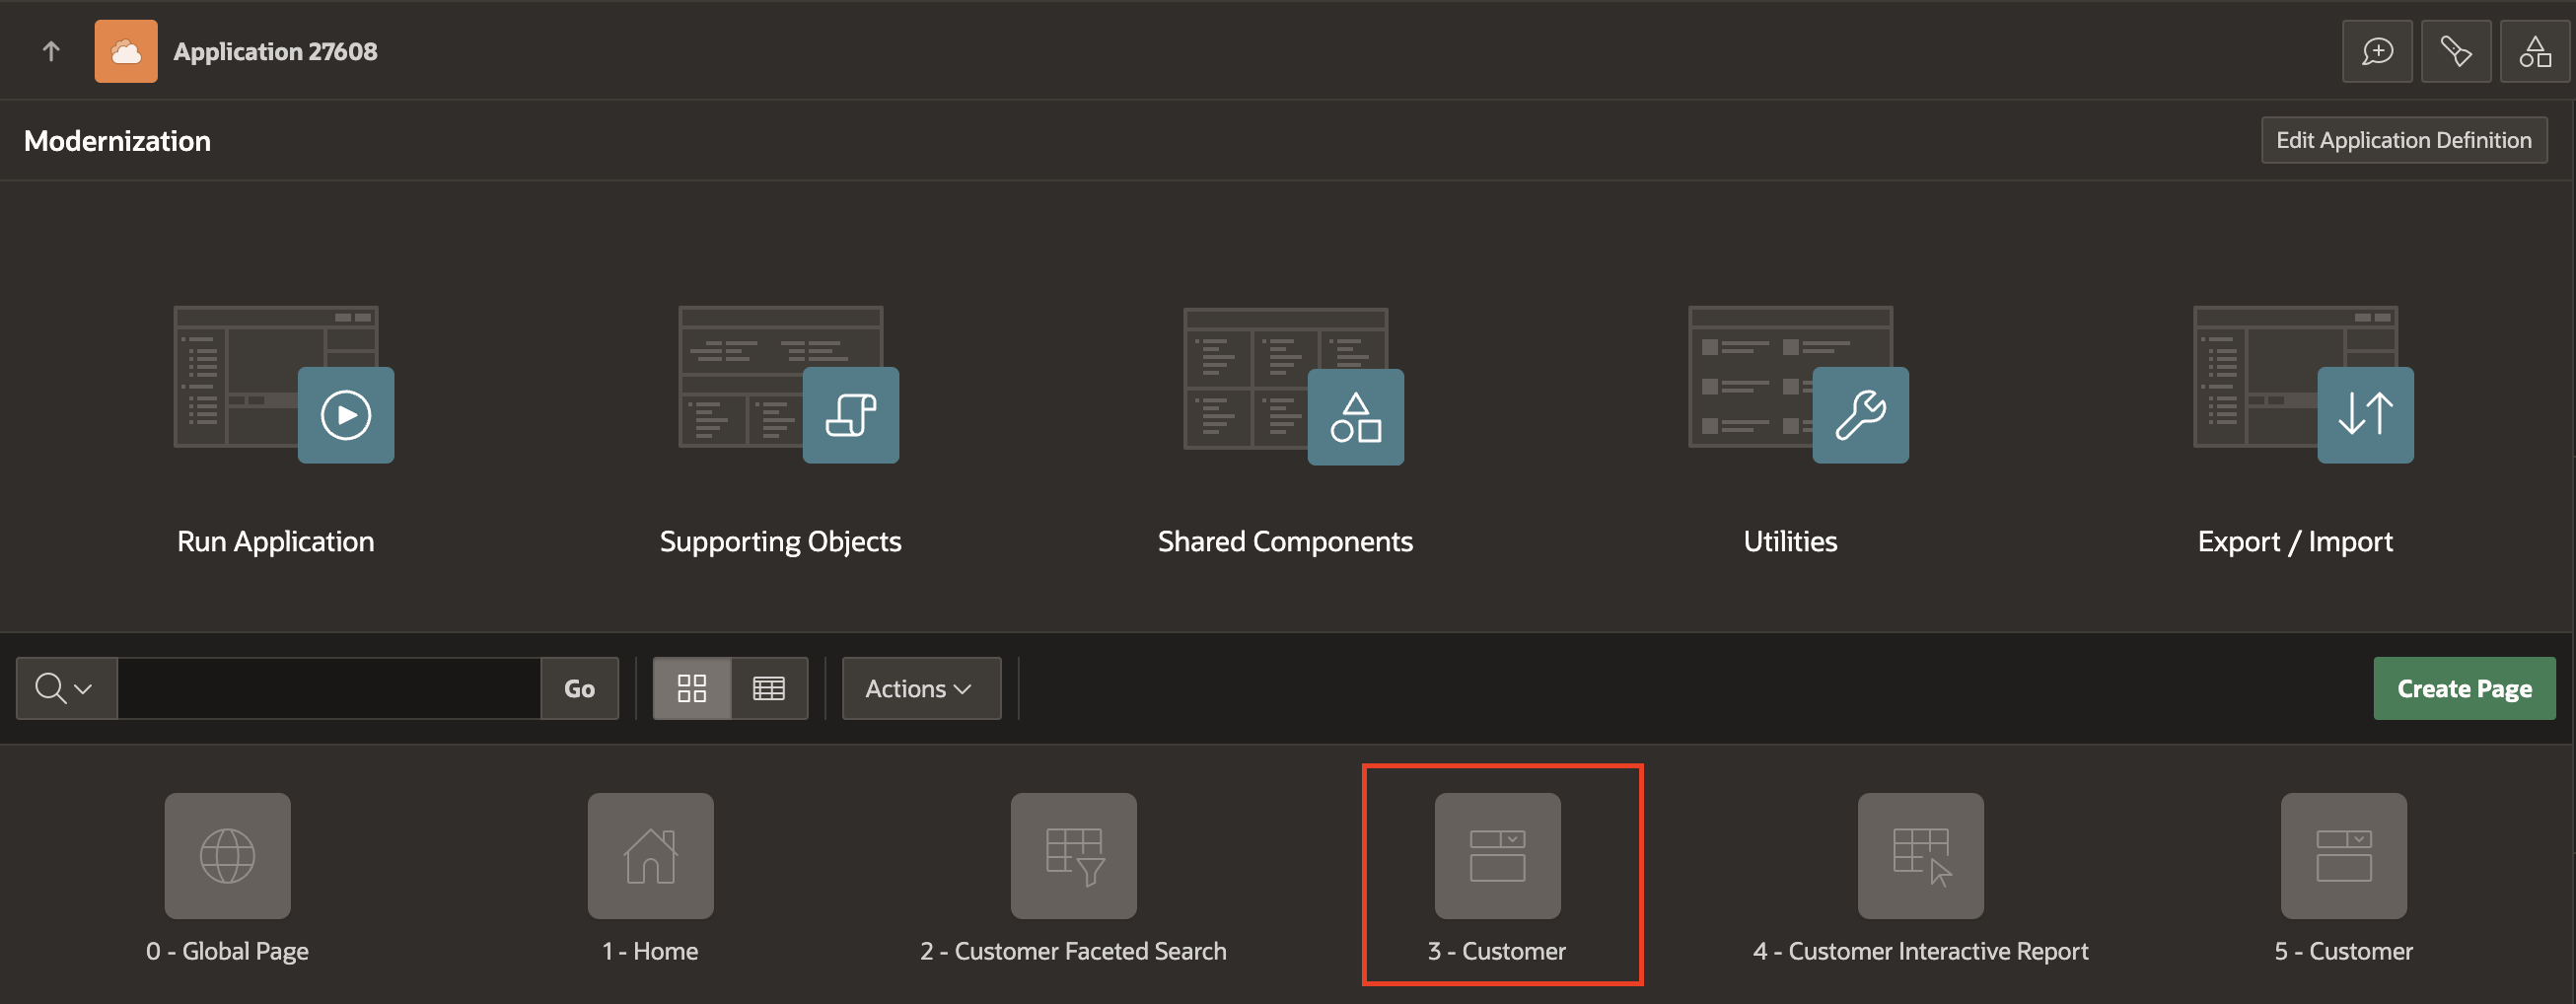 Application 27608
Modernization
Edit Application Definition
Run Application
Supporting Objects
Shared Components
Utilities
Export / Import
Go
Actions
Create Page
0 - Global Page
1 - Home
2 - Customer Faceted Search
3 - Customer
4 - Customer Interactive Report
5 - Customer